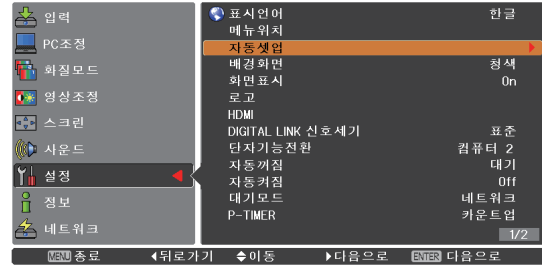 입력
PC조정
화질모드
영상조정
스크린
사운드
설정
정보
네트워크
표시언어 한글
메뉴위치
자동셋업
배경화면 청색
화면표시 On
로고
HDMI
DIGITAL LINK 신호세기 표준
단자기능전환 컴퓨터 2
자동꺼짐 대기
자동켜짐 Off
대기모드 네트워크
P-TIMER 카운트업
1/2
MENU 종료 ◀뒤로가기 ◆이동 ▶다음으로 ENTER 다음으로